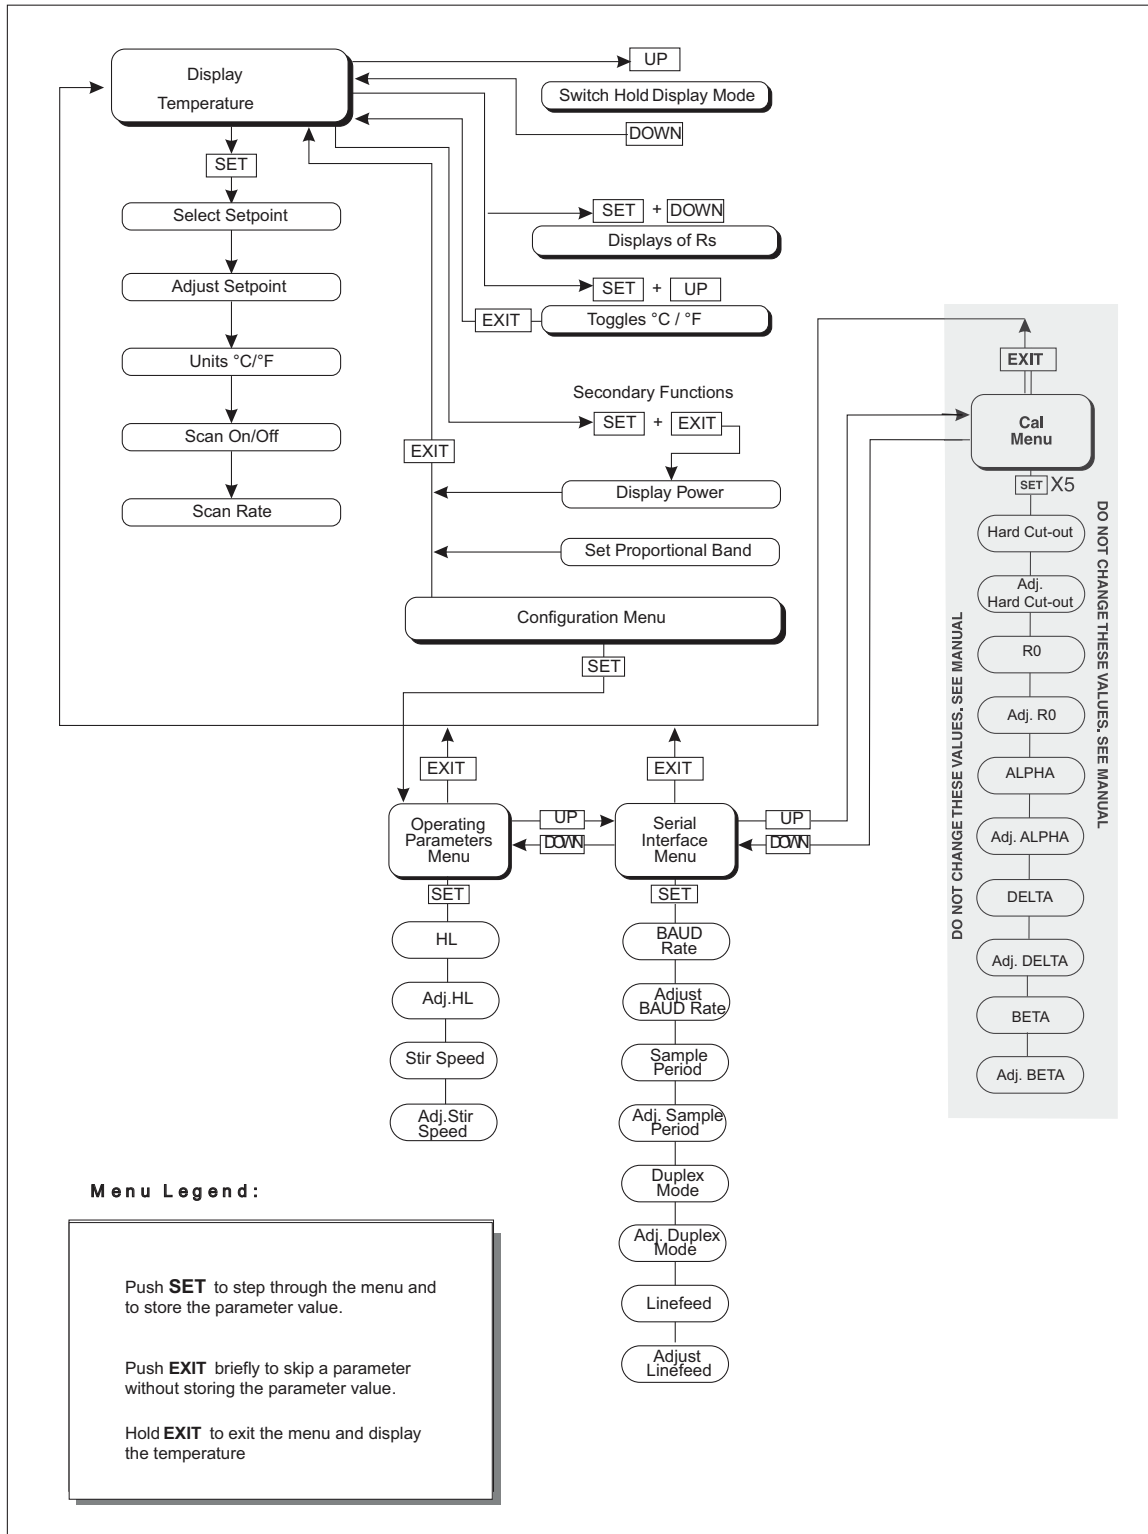 Display
Temperature
UP
Switch Hold Display Mode
DOWN
SET
Select Setpoint
Adjust Setpoint
Units °C/°F
Scan On/Off
Scan Rate
SET + DOWN
Displays of Rs
SET + UP
EXIT
Toggles °C / °F
Secondary Functions
SET + EXIT
EXIT
Display Power
Set Proportional Band
Configuration Menu
SET
EXIT
Operating
Parameters
Menu
UP
DOWN
SET
HL
Adj.HL
Stir Speed
Adj.Stir
Speed
EXIT
Serial
Interface
Menu
UP
DOWN
SET
BAUD
Rate
Adjust
BAUD Rate
Sample
Period
Adj. Sample
Period
Duplex
Mode
Adj. Duplex
Mode
Linefeed
Adjust
Linefeed
EXIT
Cal
Menu
SET X5
Hard Cut-out
Adj.
Hard Cut-out
R0
Adj. R0
ALPHA
Adj. ALPHA
DELTA
Adj. DELTA
BETA
Adj. BETA
DO NOT CHANGE THESE VALUES. SEE MANUAL
DO NOT CHANGE THESE VALUES. SEE MANUAL
Menu Legend:
Push SET to step through the menu and
to store the parameter value.
Push EXIT briefly to skip a parameter
without storing the parameter value.
Hold EXIT to exit the menu and display
the temperature